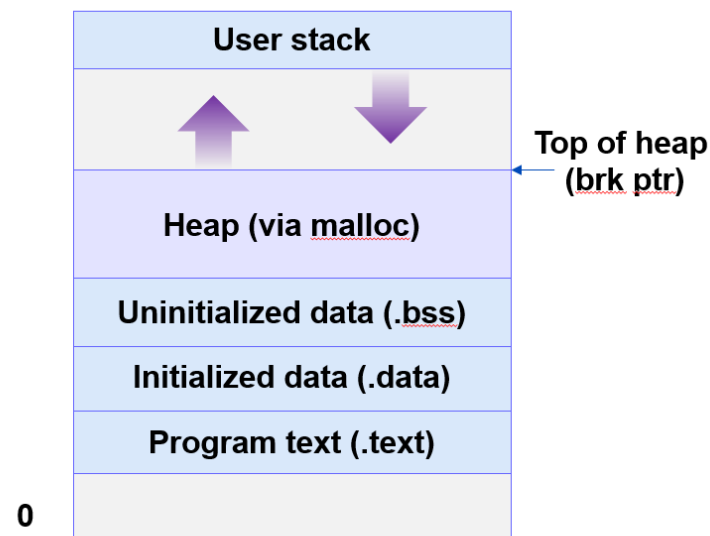 User stack
Top of heap
(brk ptr)
Heap (via malloc)
Uninitialized data (.bss)
Initialized data (.data)
Program text (.text)
0